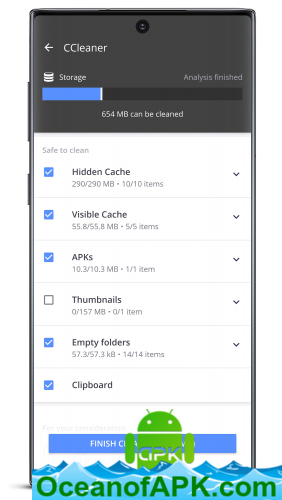 CCleaner
Storage
Analysis finished
654 MB can be cleaned
Safe to clean
Hidden Cache
290/290 MB • 10/10 items
Visible Cache
55.8/55.8 MB • 5/5 items
APKs
10.3/10.3 MB • 1/1 item
Thumbnails
0/157 MB • 0/1 item
Empty folders
57.3/57.3 kB • 14/14 items
Clipboard
For your consideration
FINISH CLEA
apk
OceanofAPK.com